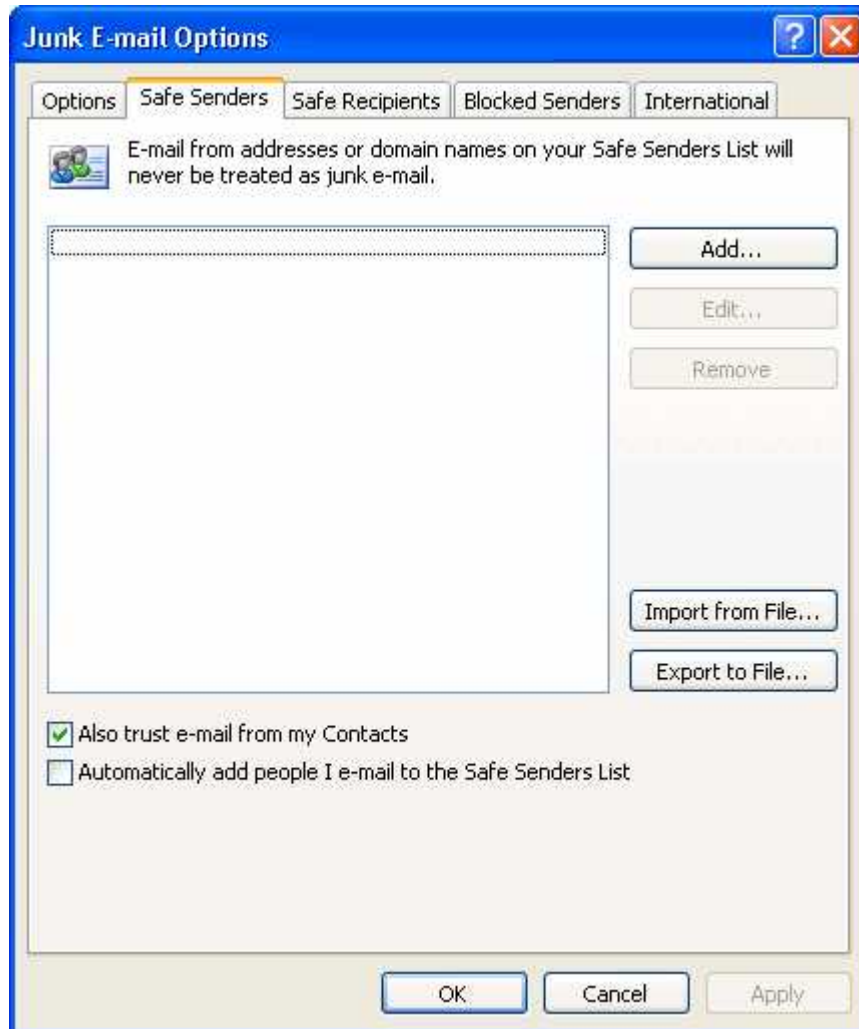 Junk E-mail Options
?
Options Safe Senders Safe Recipients Blocked Senders International
E-mail from addresses or domain names on your Safe Senders List will
never be treated as junk e-mail.
Add...
Edit...
Remove
Import from File...
Export to File...
Also trust e-mail from my Contacts
Automatically add people I e-mail to the Safe Senders List
OK Cancel Apply